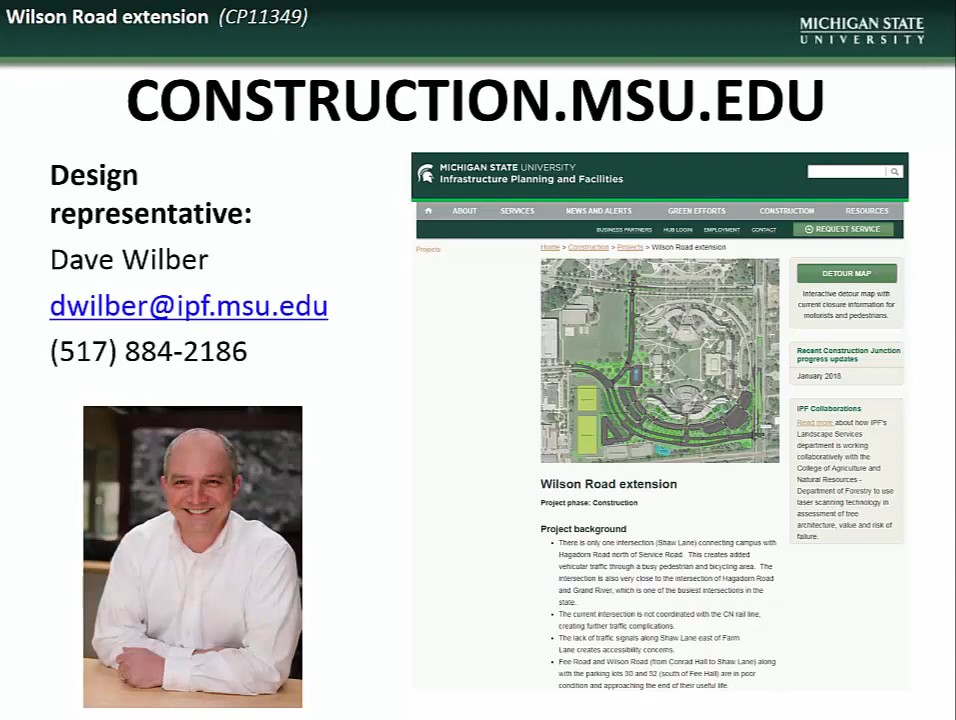 Wilson Road extension (CP11349)
MICHIGAN STATE
UNIVERSITY
CONSTRUCTION.MSU.EDU
Design
representative:
Dave Wilber
dwilber@ipf.msu.edu
(517) 884-2186
MICHIGAN STATE UNIVERSITY
Infrastructure Planning and Facilities
ABOUT SERVICES NEWS AND ALERTS GREEN EFFORTS CONSTRUCTION RESOURCES
BUSINESS PARTNERS HUB LOGIN EMPLOYMENT CONTACT REQUEST SERVICE
Projects
Home > Construction > Projects > Wilson Road extension
DETOUR MAP
Interactive detour map with
current closure information for
motorists and pedestrians.
Recent Construction Junction
progress updates
January 2018
IPF Collaborations
Read more about how IPF's
Landscape Services
department is working
collaboratively with the
College of Agriculture and
Natural Resources -
Department of Forestry to use
laser scanning technology in
assessment of tree
architecture, value and risk of
failure.
Wilson Road extension
Project phase: Construction
Project background
• There is only one intersection (Shaw Lane) connecting campus with
Hagadorn Road north of Service Road. This creates added
vehicular traffic through a busy pedestrian and bicycling area. The
intersection is also very close to the intersection of Hagadorn Road
and Grand River, which is one of the busiest intersections in the
state.
• The current intersection is not coordinated with the CN rail line,
creating further traffic complications.
• The lack of traffic signals along Shaw Lane east of Farm
Lane creates accessibility concerns.
• Fee Road and Wilson Road (from Conrad Hall to Shaw Lane) along
with the parking lots 30 and 32 (south of Fee Hall) are in poor
condition and approaching the end of their useful life.